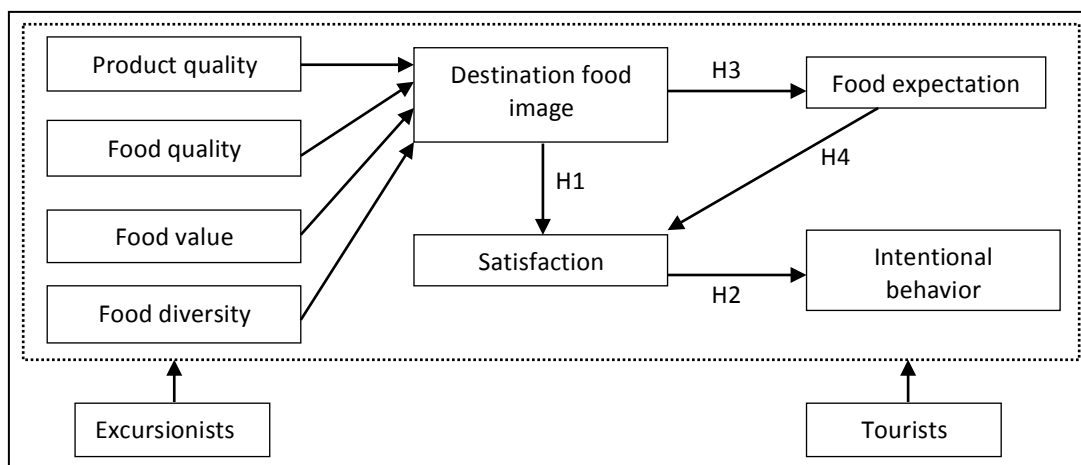 Product quality
Food quality
Food value
Food diversity
Destination food
image
H3
Food expectation
H1
H4
Satisfaction
H2
Intentional
behavior
Excursionists
Tourists